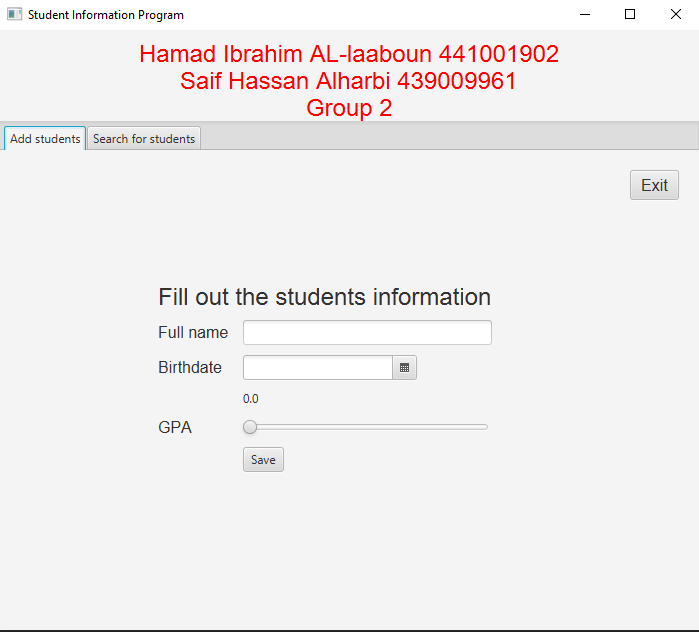 Student Information Program
Hamad Ibrahim AL-laaboun 441001902
Saif Hassan Alharbi 439009961
Group 2
Add students
Search for students
Exit
Fill out the students information
Full name
Birthdate
0.0
GPA
Save